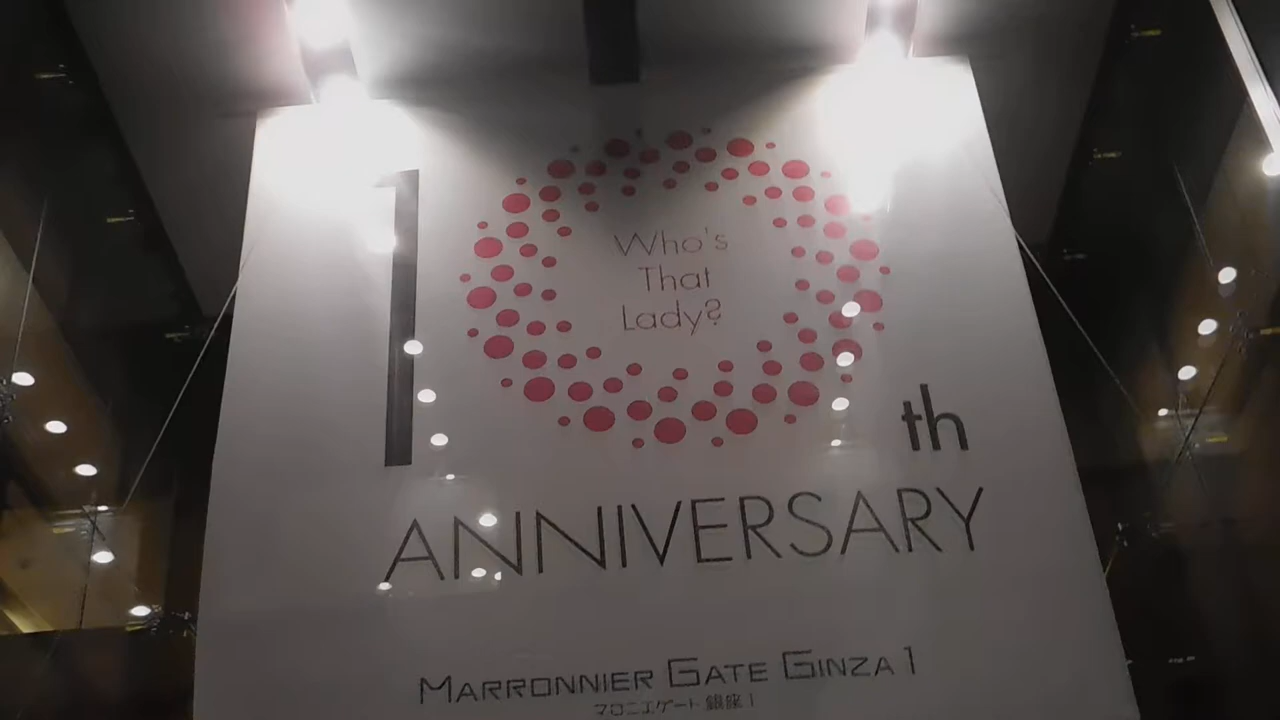 Who's
That
Lady?
10th
ANNIVERSARY
MARRONNIER GATE GINZA 1
マロニエゲート 銀座 1